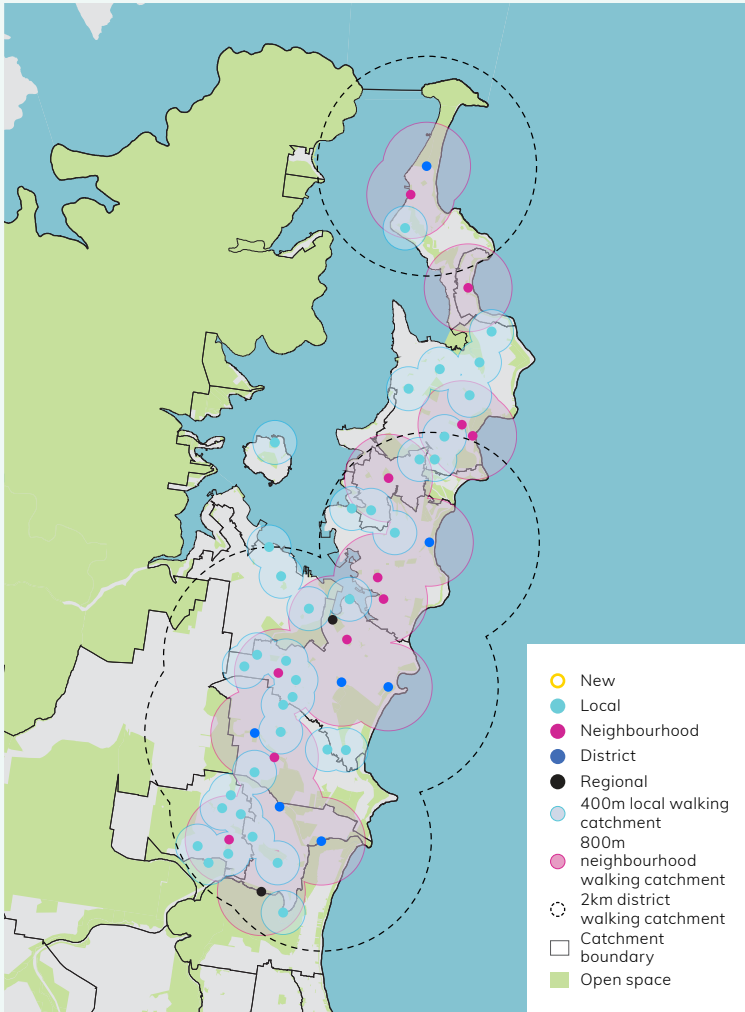 New
Local
Neighbourhood
District
Regional
400m local walking
catchment
800m
neighbourhood
walking catchment
2km district
walking catchment
Catchment
boundary
Open space